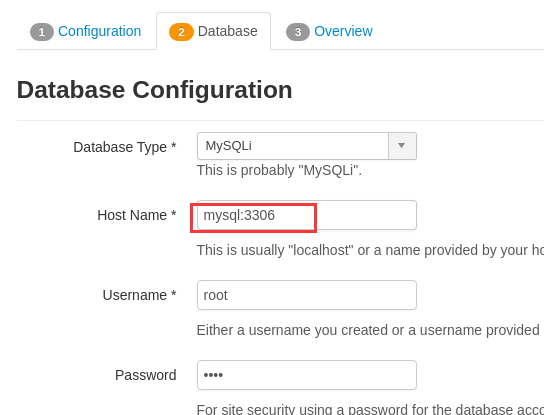 1 Configuration 2 Database 3 Overview
Database Configuration
Database Type * MySQLi
This is probably "MySQLi".
Host Name * mysql:3306
This is usually "localhost" or a name provided by your ho
Username * root
Either a username you created or a username provided
Password ••••
For site security using a password for the database acco